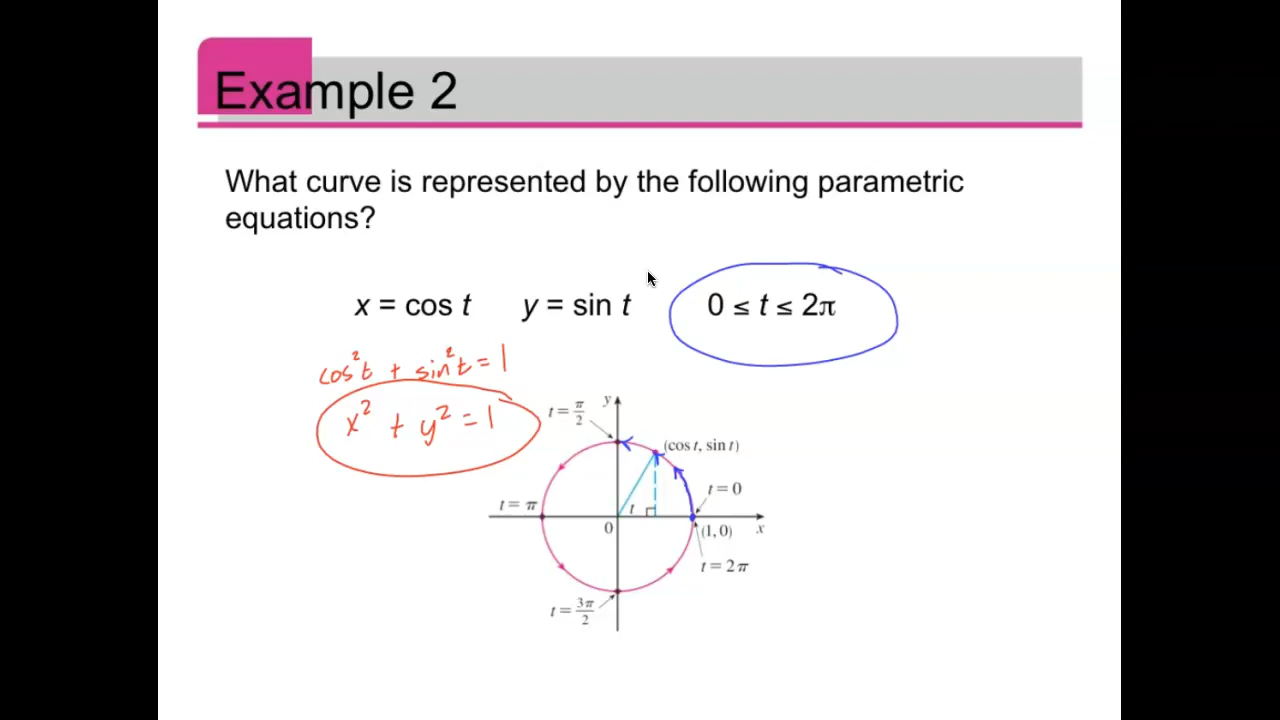 Example 2
What curve is represented by the following parametric
equations?
x = cos t y = sin t 0 ≤ t ≤ 2π
cos²t + sin²t = 1
x² + y² = 1
t = π/2
y
(cos t, sin t)
t = 0
t = π
t
0
(1, 0)
x
t = 2π
t = 3π/2